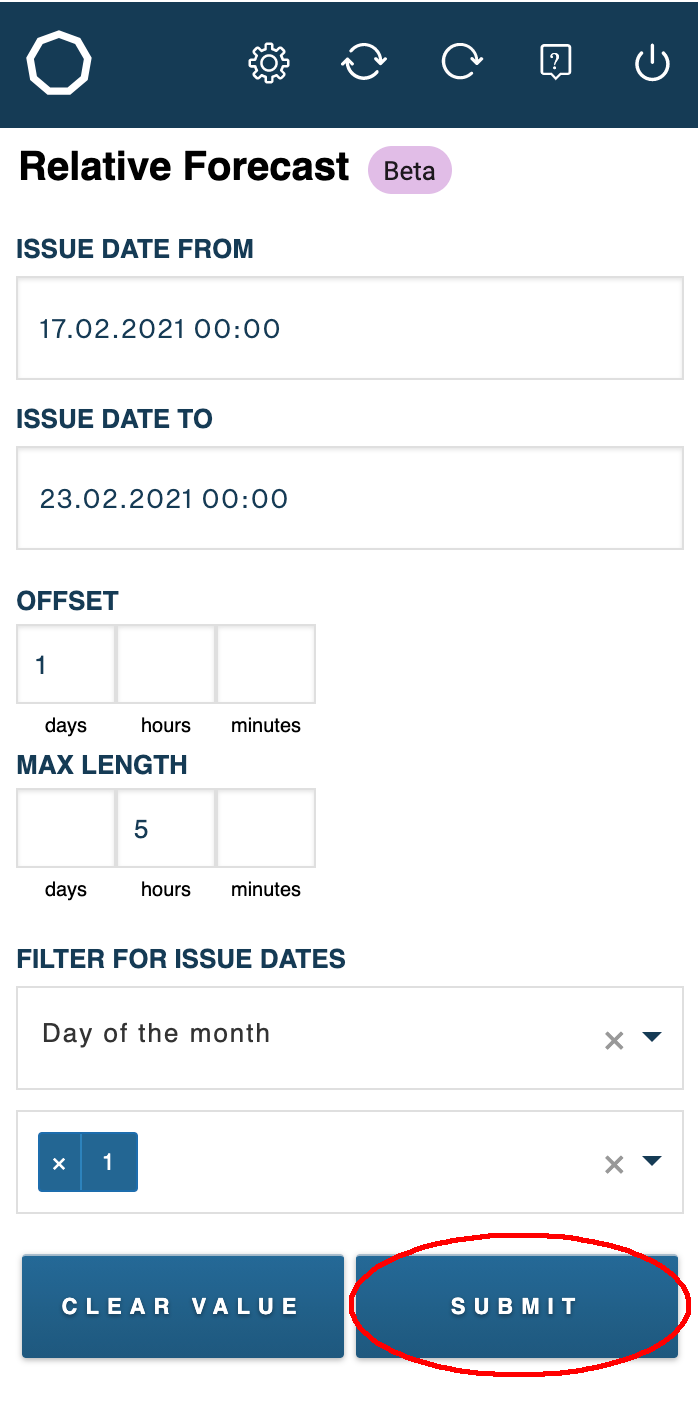 ?
Relative Forecast Beta
ISSUE DATE FROM
17.02.2021 00:00
ISSUE DATE TO
23.02.2021 00:00
OFFSET
1
days hours minutes
MAX LENGTH
5
days hours minutes
FILTER FOR ISSUE DATES
Day of the month
× 1
CLEAR VALUE SUBMIT